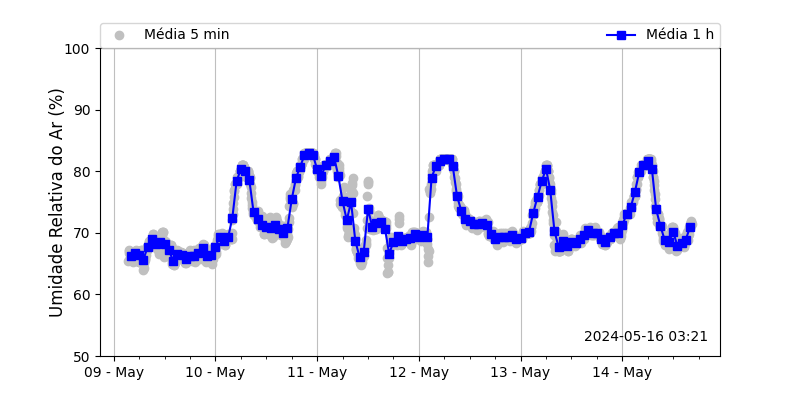 Média 5 min
Média 1 h
Umidade Relativa do Ar (%)
100
90
80
70
60
50
2024-05-16 03:21
09 - May
10 - May
11 - May
12 - May
13 - May
14 - May